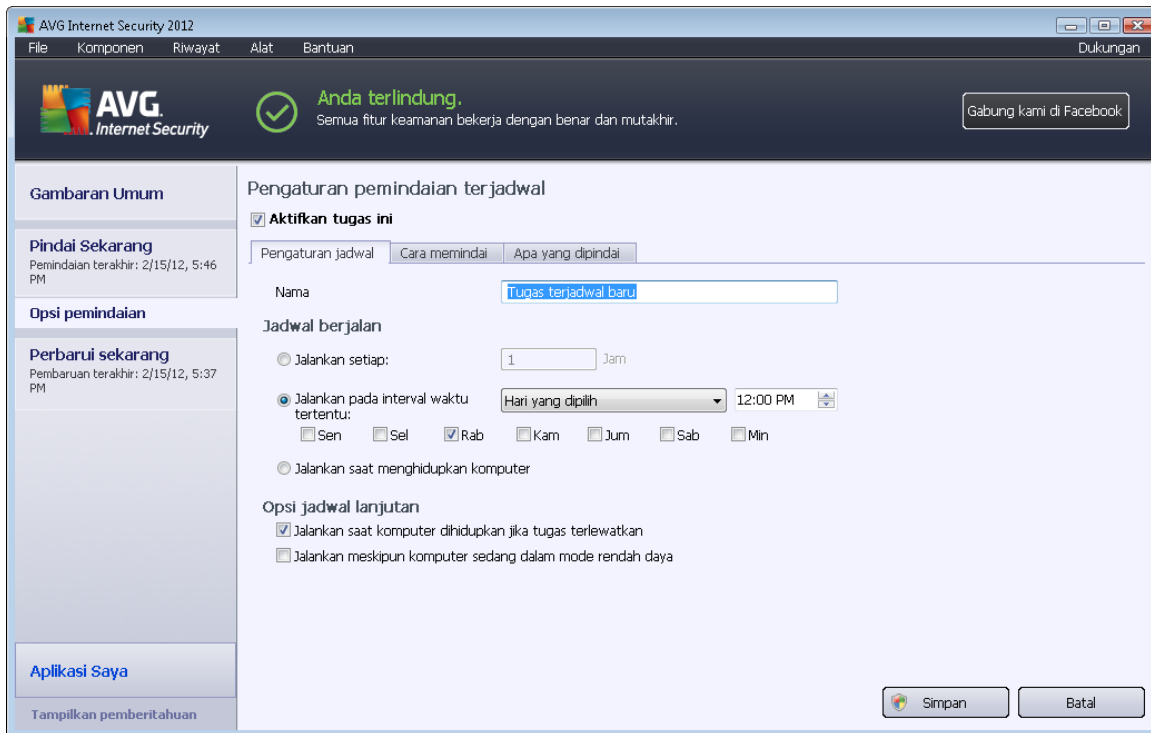 AVG Internet Security 2012
File Komponen Riwayat Alat Bantuan Dukungan
AVG.
Internet Security
Anda terlindung.
Semua fitur keamanan bekerja dengan benar dan mutakhir.
Gabung kami di Facebook
Gambaran Umum
Pindai Sekarang
Pemindaian terakhir: 2/15/12, 5:46
PM
Opsi pemindaian
Perbarui sekarang
Pembaruan terakhir: 2/15/12, 5:37
PM
Aplikasi Saya
Tampilkan pemberitahuan
Pengaturan pemindaian terjadwal
Aktifkan tugas ini
Pengaturan jadwal Cara memindai Apa yang dipindai
Nama Tugas terjadwal baru
Jadwal berjalan
Jalankan setiap: 1 Jam
Jalankan pada interval waktu Hari yang dipilih 12:00 PM
tertentu:
Sen Sel Rab Kam Jum Sab Min
Jalankan saat menghidupkan komputer
Opsi jadwal lanjutan
Jalankan saat komputer dihidupkan jika tugas terlewatkan
Jalankan meskipun komputer sedang dalam mode rendah daya
Simpan Batal